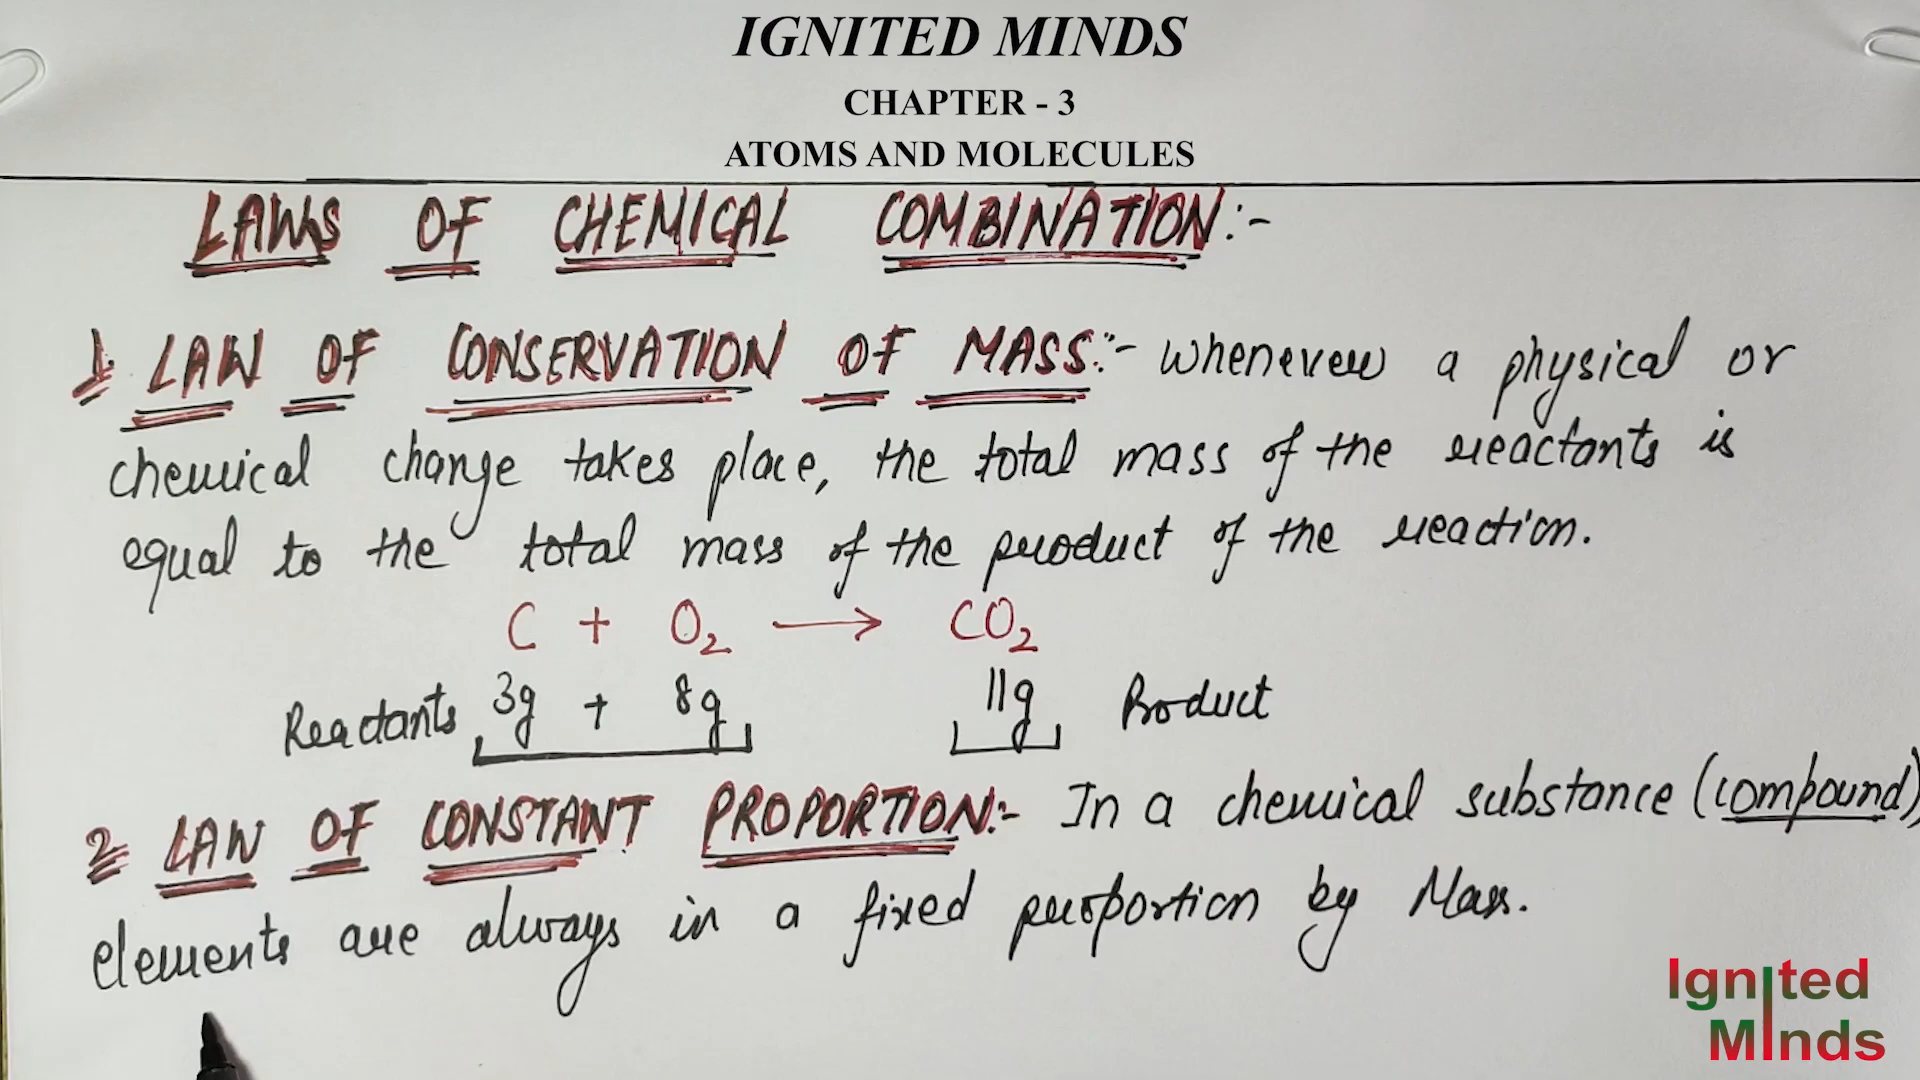 IGNITED MINDS
CHAPTER - 3
ATOMS AND MOLECULES
LAWS OF CHEMICAL COMBINATION:-
1. LAW OF CONSERVATION OF MASS:- Whenever a physical or
chemical change takes place, the total mass of the reactants is
equal to the total mass of the product of the reaction.
C + O₂ → CO₂
Reactants 3g + 8g 11g Product
2. LAW OF CONSTANT PROPORTION:- In a chemical substance (compound)
elements are always in a fixed proportion by Mass.
Ignited
Minds